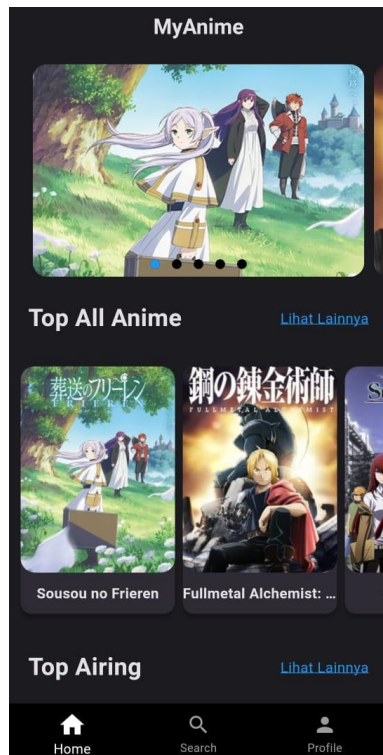 MyAnime
Top All Anime
Lihat Lainnya
葬送のフリーレン
FRIEREN
鋼の錬金術師
FULLMETAL ALCHEMIST
Sousou no Frieren
Fullmetal Alchemist: ...
Top Airing
Lihat Lainnya
Home
Search
Profile